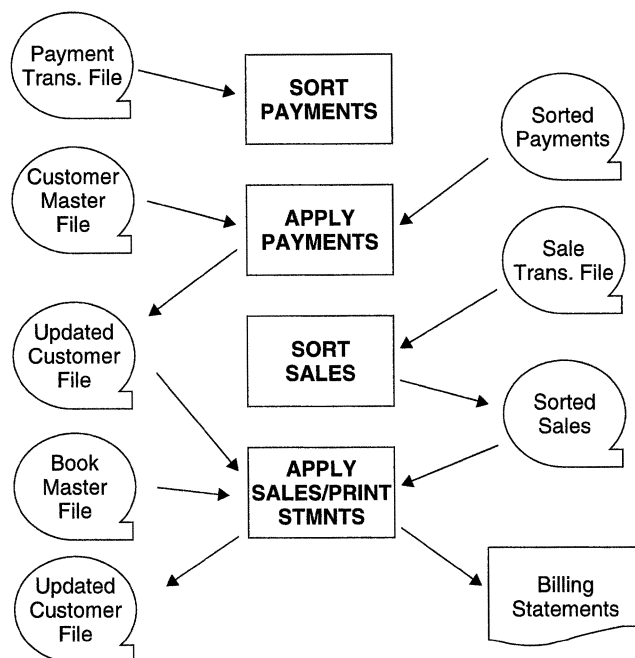 Payment
Trans. File
SORT
PAYMENTS
Sorted
Payments
Customer
Master
File
APPLY
PAYMENTS
Sale
Trans. File
Updated
Customer
File
SORT
SALES
Sorted
Sales
Book
Master
File
APPLY
SALES/PRINT
STMNTS
Updated
Customer
File
Billing
Statements